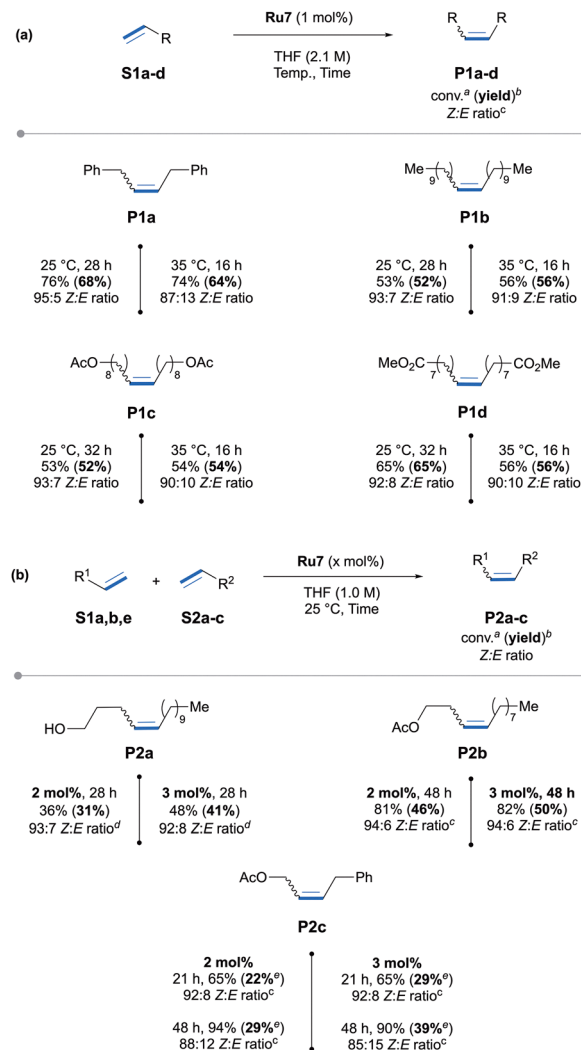 (a)
R
Ru7 (1 mol%)
THF (2.1 M)
Temp., Time
R R
S1a-d
P1a-d
conv.a (yield)b
Z:E ratioc
Ph Ph
P1a
25 °C, 28 h
76% (68%)
95:5 Z:E ratio
35 °C, 16 h
74% (64%)
87:13 Z:E ratio
Me ( )9 ( )9 Me
P1b
25 °C, 28 h
53% (52%)
93:7 Z:E ratio
35 °C, 16 h
56% (56%)
91:9 Z:E ratio
AcO ( )8 ( )8 OAc
P1c
25 °C, 32 h
53% (52%)
93:7 Z:E ratio
35 °C, 16 h
54% (54%)
90:10 Z:E ratio
MeO2C ( )7 ( )7 CO2Me
P1d
25 °C, 32 h
65% (65%)
92:8 Z:E ratio
35 °C, 16 h
56% (56%)
90:10 Z:E ratio
(b)
R1 + R2
Ru7 (x mol%)
THF (1.0 M)
25 °C, Time
R1 R2
S1a,b,e
S2a-c
P2a-c
conv.a (yield)b
Z:E ratio
HO ( )9 Me
P2a
2 mol%, 28 h
36% (31%)
93:7 Z:E ratiod
3 mol%, 28 h
48% (41%)
92:8 Z:E ratiod
AcO ( )7 Me
P2b
2 mol%, 48 h
81% (46%)
94:6 Z:E ratioc
3 mol%, 48 h
82% (50%)
94:6 Z:E ratioc
AcO Ph
P2c
2 mol%
21 h, 65% (22%e)
92:8 Z:E ratioc
48 h, 94% (29%e)
88:12 Z:E ratioc
3 mol%
21 h, 65% (29%e)
92:8 Z:E ratioc
48 h, 90% (39%e)
85:15 Z:E ratioc